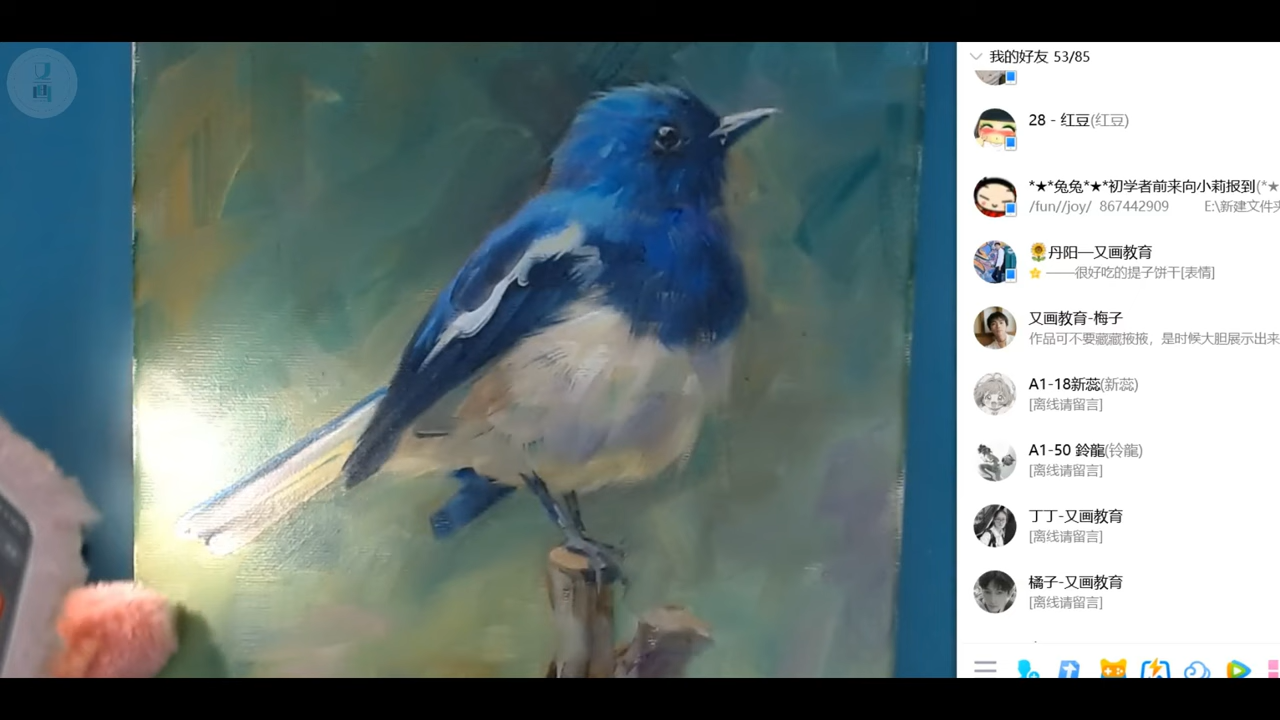 我的好友 53/85
28 - 红豆(红豆)
*★*兔兔*★*初学者前来向小莉报到(*★
/fun//joy/ 867442909 E:\新建文件夹
🌻丹阳—又画教育
⭐ ——很好吃的提子饼干[表情]
又画教育-梅子
作品可不要藏藏掖掖，是时候大胆展示出来
A1-18新蕊(新蕊)
[离线请留言]
A1-50 鈴龍(铃龍)
[离线请留言]
丁丁-又画教育
[离线请留言]
橘子-又画教育
[离线请留言]